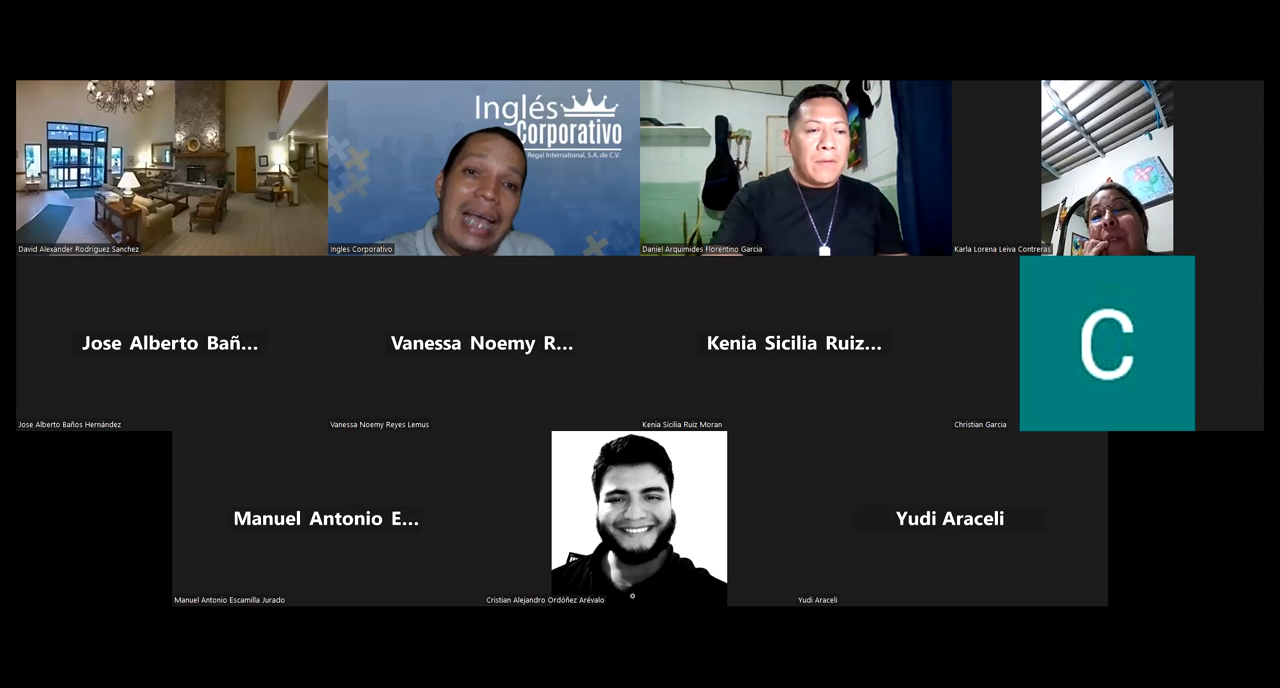 Inglés
Corporativo
Regal International, S.A. de C.V.
David Alexander Rodriguez Sanchez
Ingles Corporativo
Daniel Arquimides Florentino Garcia
Karla Lorena Leiva Contreras
Jose Alberto Bañ...
Vanessa Noemy R...
Kenia Sicilia Ruiz...
C
Jose Alberto Baños Hernández
Vanessa Noemy Reyes Lemus
Kenia Sicilia Ruiz Moran
Christian Garcia
Manuel Antonio E...
Yudi Araceli
Manuel Antonio Escamilla Jurado
Cristian Alejandro Ordóñez Arévalo
Yudi Araceli